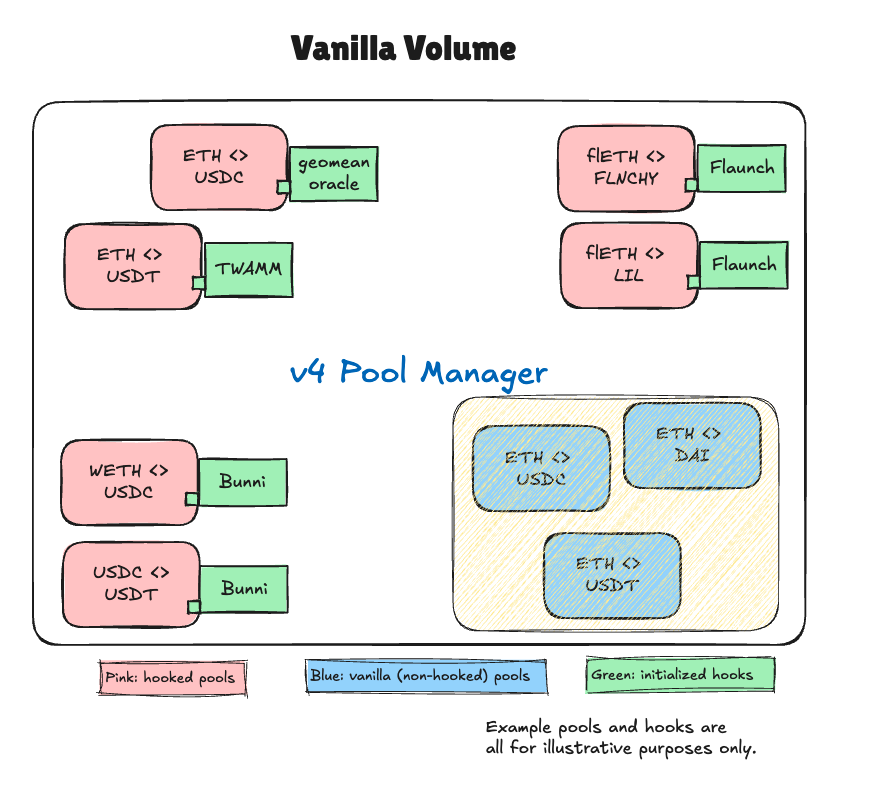 Vanilla Volume
ETH <>
USDC
geomean
oracle
flETH <>
FLNCHY
Flaunch
ETH <>
USDT
TWAMM
flETH <>
LIL
Flaunch
v4 Pool Manager
ETH <>
USDC
ETH <>
DAI
WETH <>
USDC
Bunni
ETH <>
USDT
USDC <>
USDT
Bunni
Pink: hooked pools
Blue: vanilla (non-hooked) pools
Green: initialized hooks
Example pools and hooks are
all for illustrative purposes only.